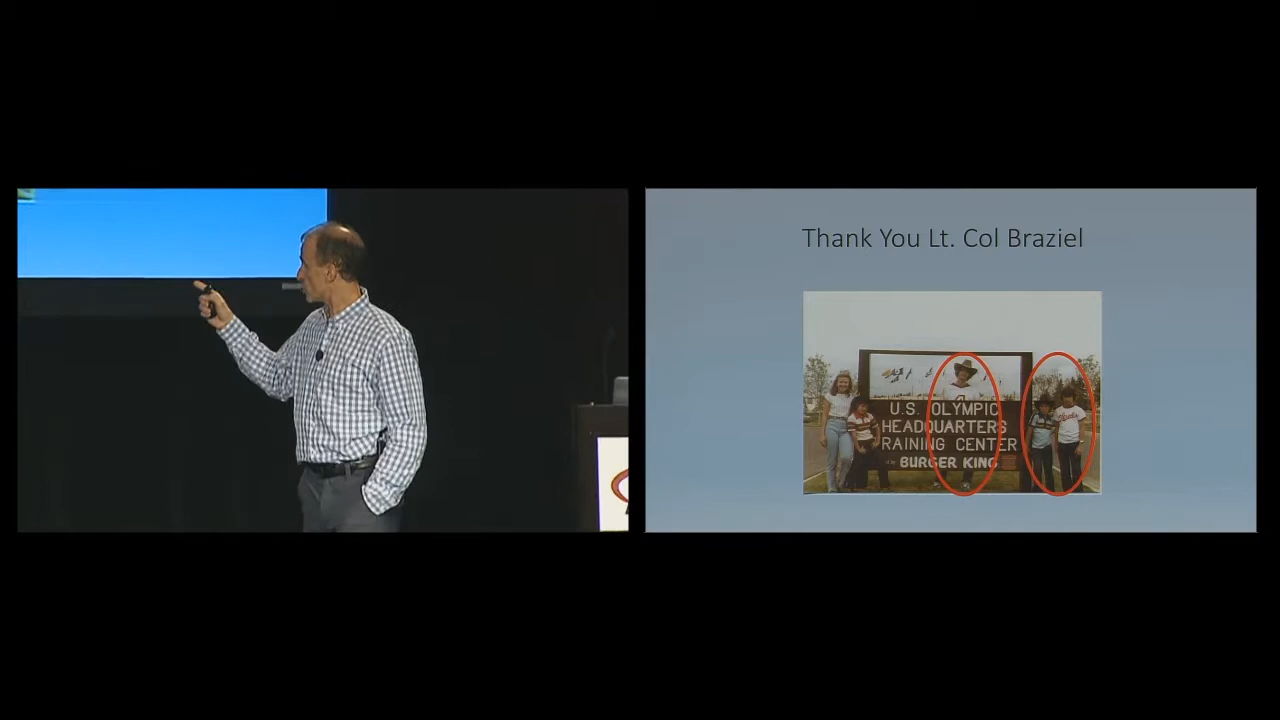 Thank You Lt. Col Braziel
U.S. OLYMPIC
HEADQUARTERS
TRAINING CENTER
BURGER KING